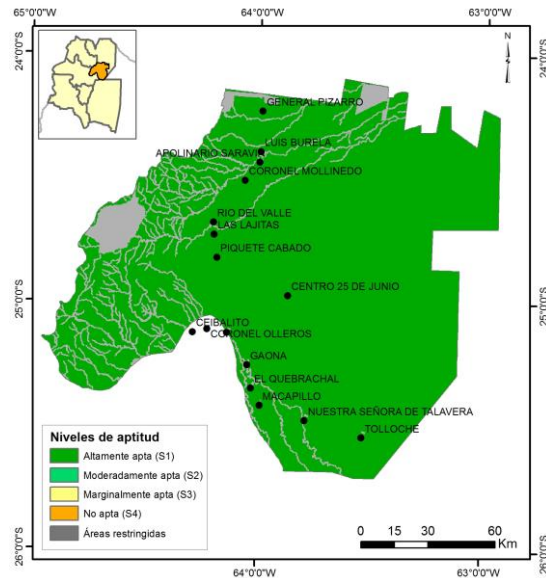 65°0'0"O
64°0'0"O
63°0'0"O
24°0'0"S
24°0'0"S
N
GENERAL PIZARRO
LUIS BURELA
APOLINARIO SARAVIA
CORONEL MOLLINEDO
RIO DEL VALLE
LAS LAJITAS
PIQUETE CABADO
CENTRO 25 DE JUNIO
25°0'0"S
25°0'0"S
CEIBALITO
CORONEL OLLEROS
GAONA
EL QUEBRACHAL
MACAPILLO
NUESTRA SEÑORA DE TALAVERA
TOLLOCHE
Niveles de aptitud
Altamente apta (S1)
Moderadamente apta (S2)
Marginalmente apta (S3)
No apta (S4)
Áreas restringidas
0 15 30 60
Km
26°0'0"S
26°0'0"S
64°0'0"O
63°0'0"O